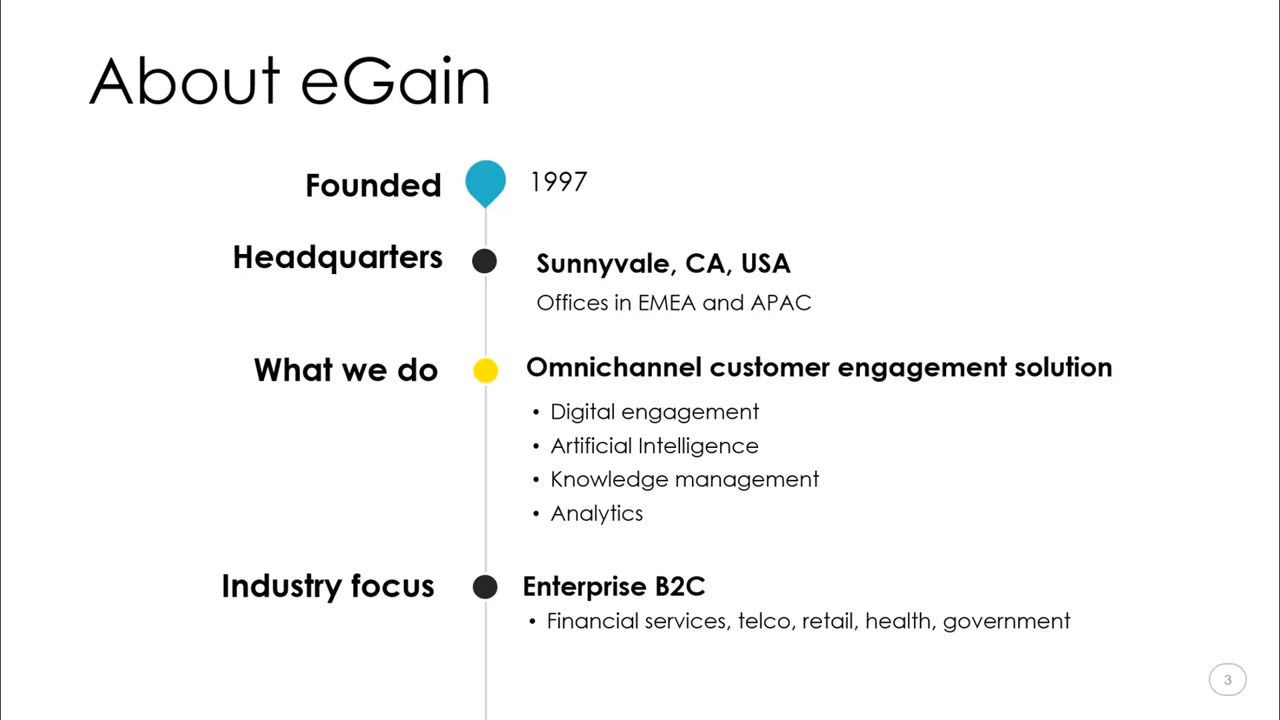 About eGain
Founded
1997
Headquarters
Sunnyvale, CA, USA
Offices in EMEA and APAC
What we do
Omnichannel customer engagement solution
• Digital engagement
• Artificial Intelligence
• Knowledge management
• Analytics
Industry focus
Enterprise B2C
• Financial services, telco, retail, health, government
3